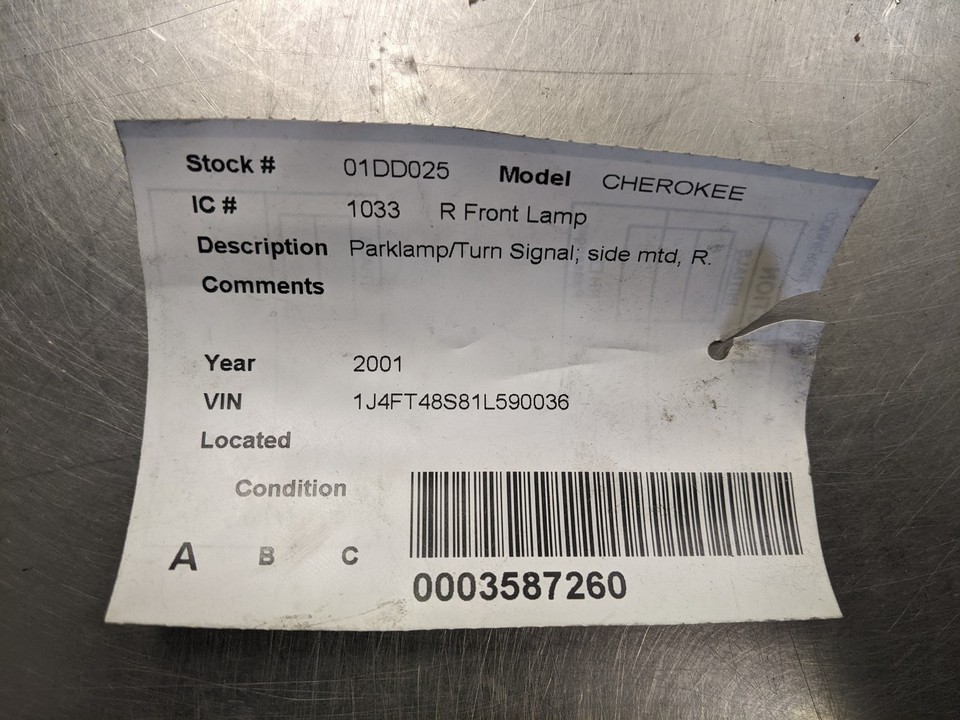 Stock # 01DD025 Model CHEROKEE
IC # 1033 R Front Lamp
Description Parklamp/Turn Signal; side mtd, R.
Comments
Year 2001
VIN 1J4FT48S81L590036
Located
Condition
A B C
0003587260